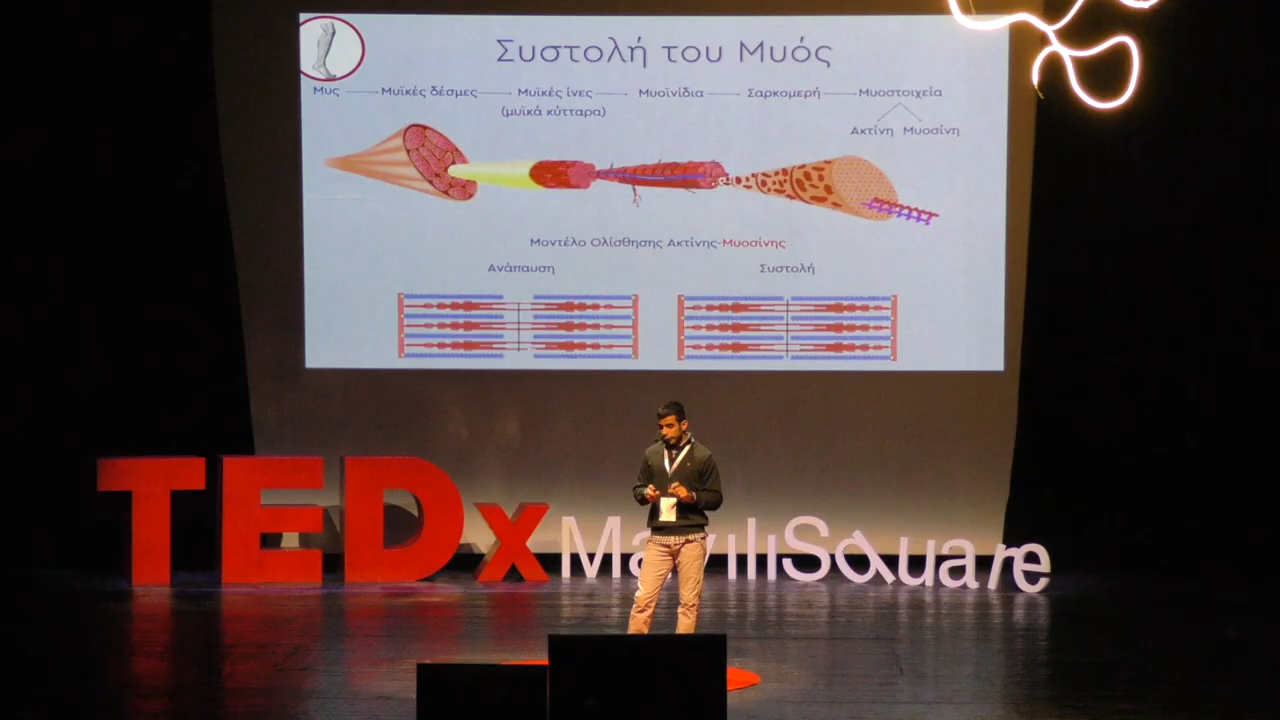 Συστολή του Μυός
Μυς Μυϊκές δέσμες Μυϊκές ίνες Μυοϊνίδια Σαρκομερή Μυοστοιχεία
(μυϊκά κύτταρα)
Ακτίνη Μυοσίνη
Μοντέλο Ολίσθησης Ακτίνης-Μυοσίνης
Ανάπαυση Συστολή
TEDxMaviliSquare